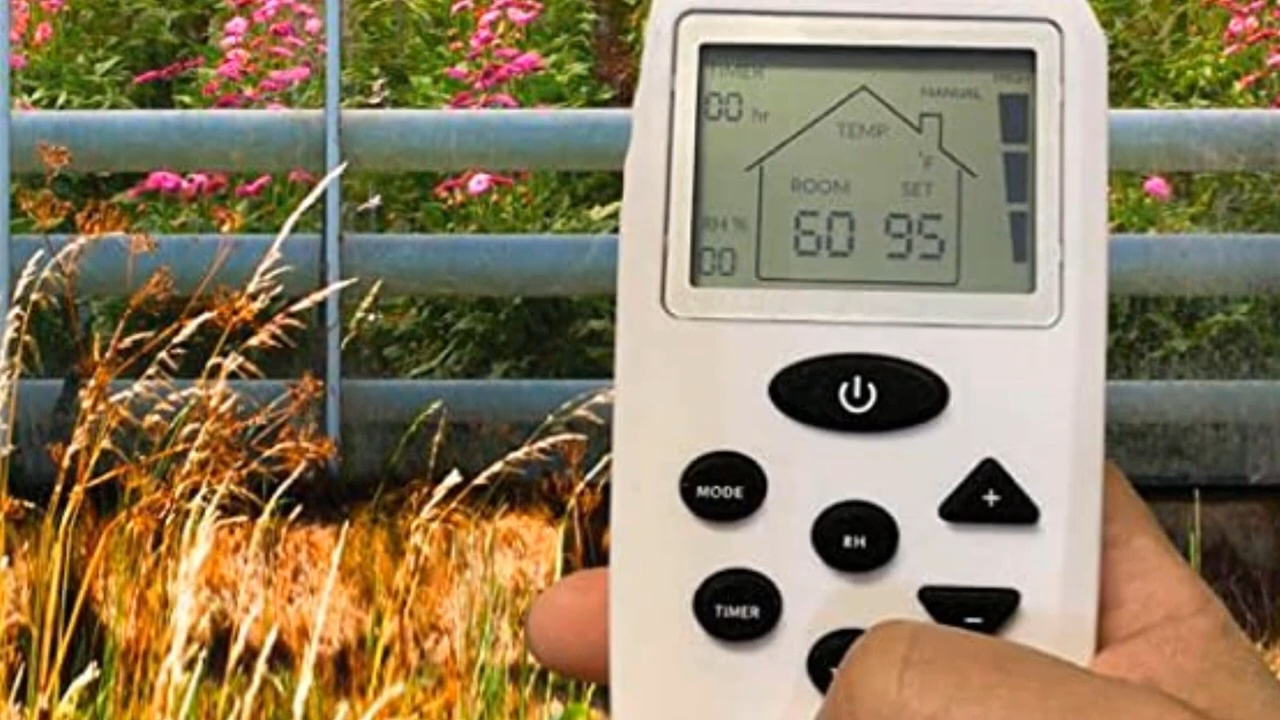 TIMER
00 hr
MANUAL
HIGH
TEMP.
°F
ROOM SET
60 95
RH %
00
MODE
+
RH
TIMER
−